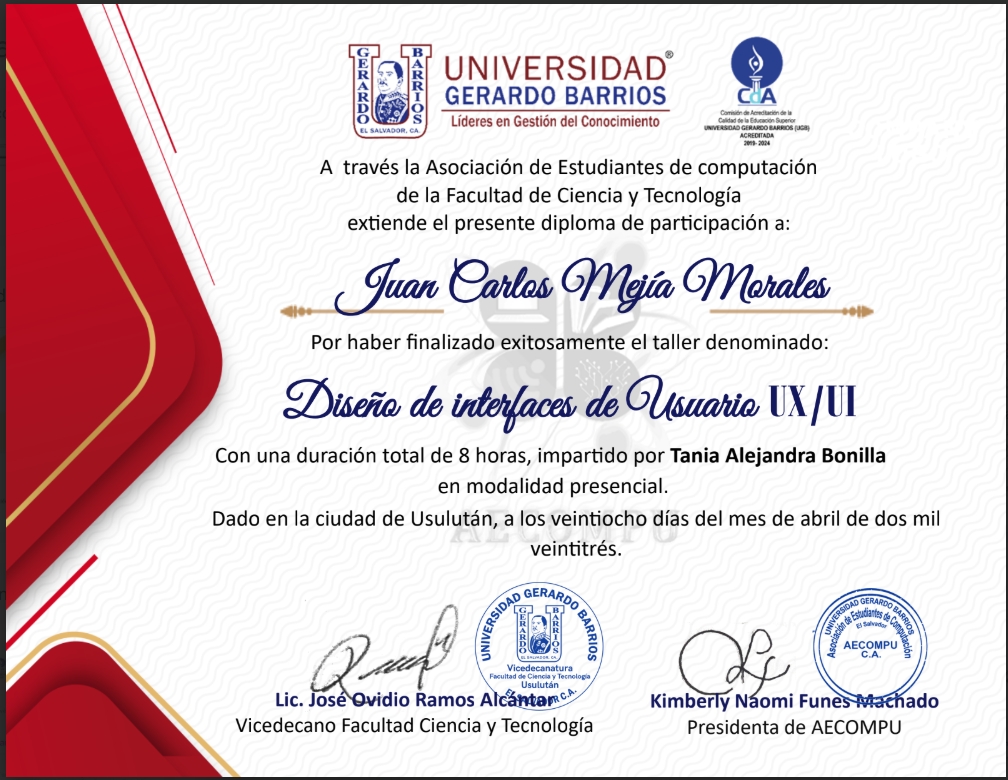 GERARDO BARRIOS
EL SALVADOR, CA.
UNIVERSIDAD®
GERARDO BARRIOS
Líderes en Gestión del Conocimiento
CdA
Comisión de Acreditación de la
Calidad de la Educación Superior
UNIVERSIDAD GERARDO BARRIOS (UGB)
ACREDITADA
2019- 2024
A través la Asociación de Estudiantes de computación
de la Facultad de Ciencia y Tecnología
extiende el presente diploma de participación a:
Juan Carlos Mejía Morales
Por haber finalizado exitosamente el taller denominado:
Diseño de interfaces de Usuario UX/UI
Con una duración total de 8 horas, impartido por Tania Alejandra Bonilla
en modalidad presencial.
AECOMPU
Dado en la ciudad de Usulután, a los veintiocho días del mes de abril de dos mil
veintitrés.
UNIVERSIDAD GERARDO BARRIOS
GERARDO BARRIOS
EL SALVADOR, CA.
Vicedecanatura
Facultad de Ciencia y Tecnología
Usulután
EL SALVADOR C.A.
UNIVERSIDAD GERARDO BARRIOS
Asociación de Estudiantes de Computación
El Salvador
AECOMPU
C.A.
Lic. José Ovidio Ramos Alcántar
Vicedecano Facultad Ciencia y Tecnología
Kimberly Naomi Funes Machado
Presidenta de AECOMPU